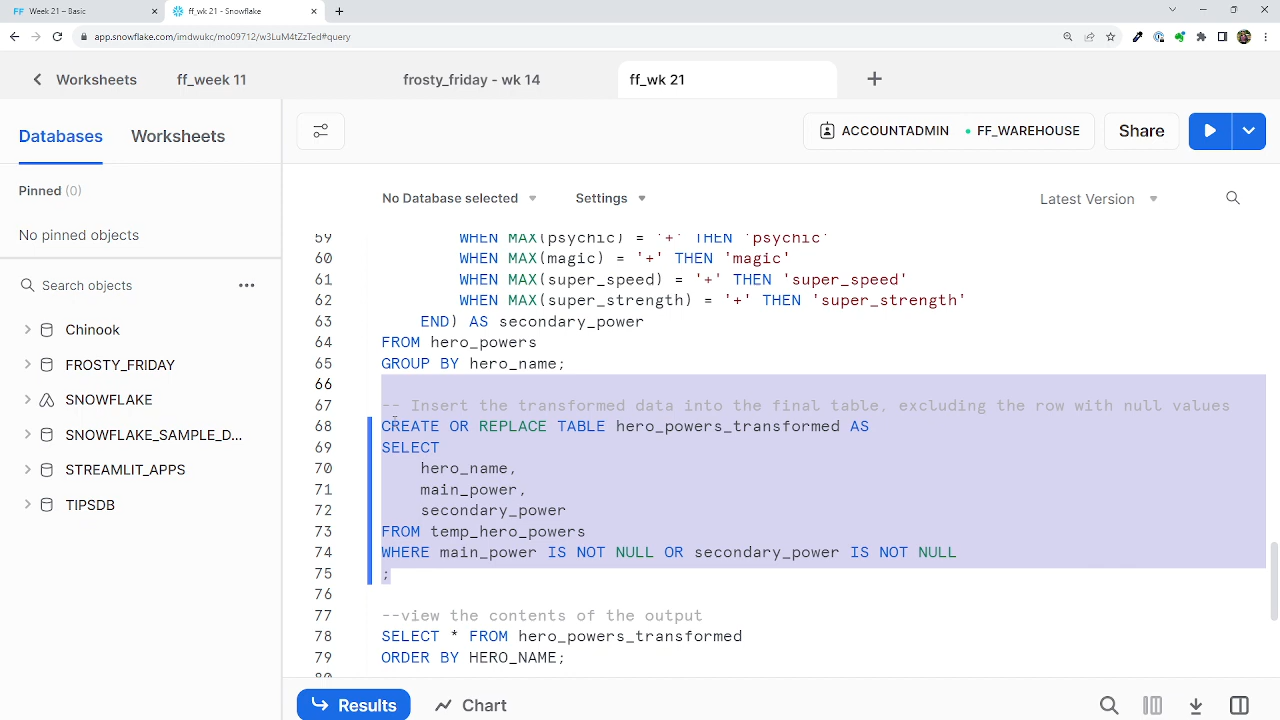 Week 21 – Basic
ff_wk 21 - Snowflake
app.snowflake.com/imdwukc/mo09712/w3LuM4tZzTed#query
Worksheets
ff_week 11
frosty_friday - wk 14
ff_wk 21
Databases
Worksheets
ACCOUNTADMIN
FF_WAREHOUSE
Share
Pinned (0)
No pinned objects
Search objects
Chinook
FROSTY_FRIDAY
SNOWFLAKE
SNOWFLAKE_SAMPLE_D...
STREAMLIT_APPS
TIPSDB
No Database selected
Settings
Latest Version
59 WHEN MAX(psychic) = '+' THEN 'psychic'
60 WHEN MAX(magic) = '+' THEN 'magic'
61 WHEN MAX(super_speed) = '+' THEN 'super_speed'
62 WHEN MAX(super_strength) = '+' THEN 'super_strength'
63 END) AS secondary_power
64 FROM hero_powers
65 GROUP BY hero_name;
66
67 -- Insert the transformed data into the final table, excluding the row with null values
68 CREATE OR REPLACE TABLE hero_powers_transformed AS
69 SELECT
70 hero_name,
71 main_power,
72 secondary_power
73 FROM temp_hero_powers
74 WHERE main_power IS NOT NULL OR secondary_power IS NOT NULL
75 ;
76
77 --view the contents of the output
78 SELECT * FROM hero_powers_transformed
79 ORDER BY HERO_NAME;
80
Results
Chart